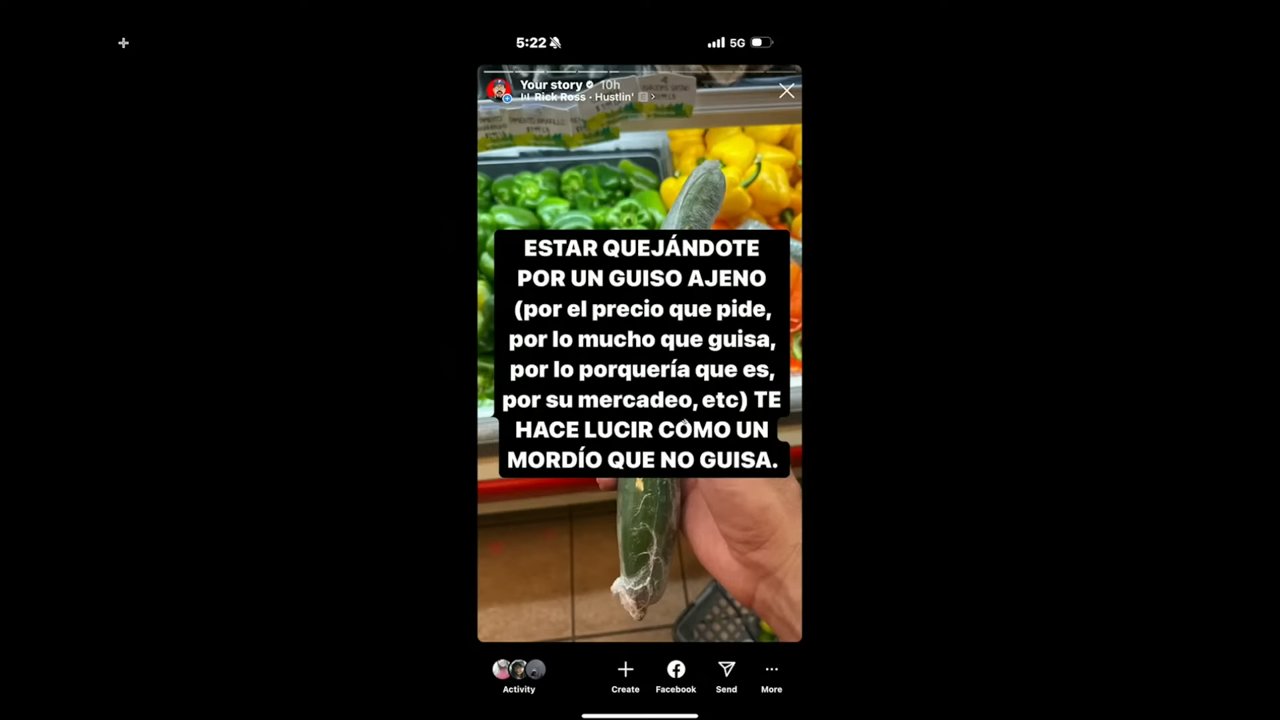 5:22
5G
Your story 10h
Rick Ross · Hustlin' E >
ESTAR QUEJÁNDOTE
POR UN GUISO AJENO
(por el precio que pide,
por lo mucho que guisa,
por lo porquería que es,
por su mercadeo, etc) TE
HACE LUCIR COMO UN
MORDÍO QUE NO GUISA.
Activity
Create
Facebook
Send
More